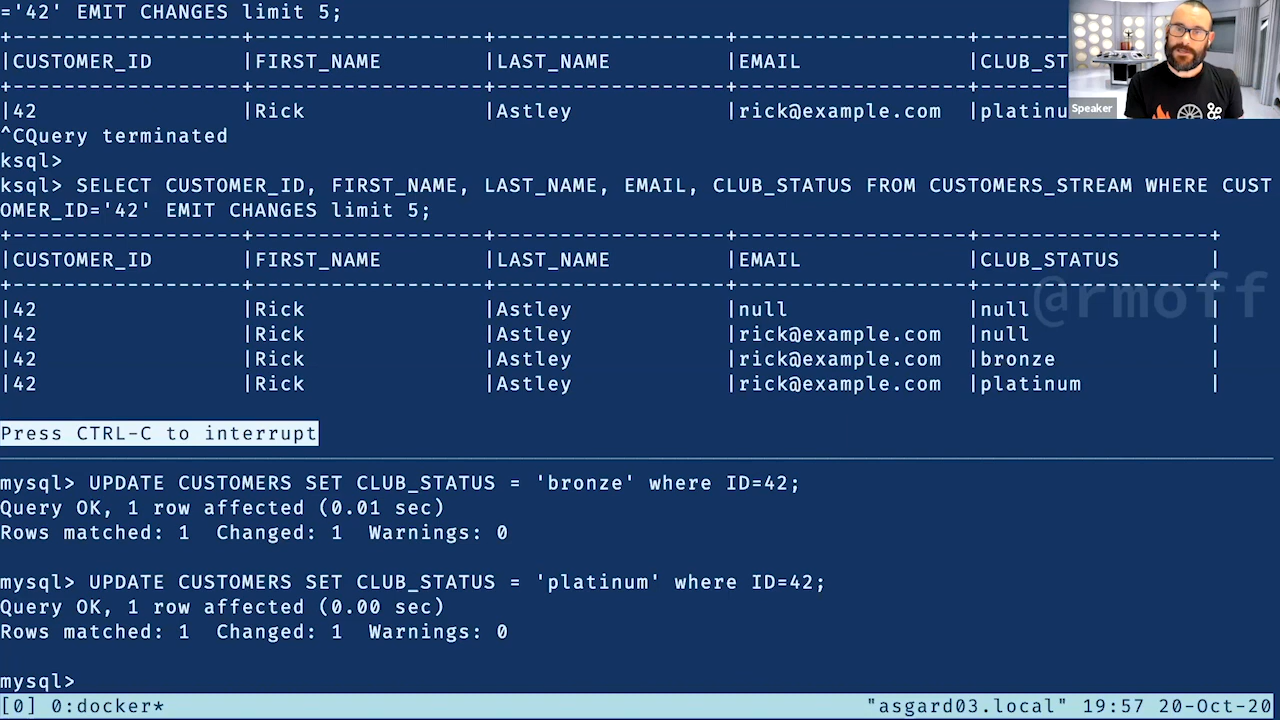 ='42' EMIT CHANGES limit 5;
+------------------+------------------+------------------+------------------+-------
|CUSTOMER_ID |FIRST_NAME |LAST_NAME |EMAIL |CLUB_ST
+------------------+------------------+------------------+------------------+-------
|42 |Rick |Astley |rick@example.com |platinu
Speaker
^CQuery terminated
ksql>
ksql> SELECT CUSTOMER_ID, FIRST_NAME, LAST_NAME, EMAIL, CLUB_STATUS FROM CUSTOMERS_STREAM WHERE CUST
OMER_ID='42' EMIT CHANGES limit 5;
+------------------+------------------+------------------+------------------+------------------+
|CUSTOMER_ID |FIRST_NAME |LAST_NAME |EMAIL |CLUB_STATUS |
+------------------+------------------+------------------+------------------+------------------+
|42 |Rick |Astley |null |null |
@rmoff
|42 |Rick |Astley |rick@example.com |null |
|42 |Rick |Astley |rick@example.com |bronze |
|42 |Rick |Astley |rick@example.com |platinum |
Press CTRL-C to interrupt
mysql> UPDATE CUSTOMERS SET CLUB_STATUS = 'bronze' where ID=42;
Query OK, 1 row affected (0.01 sec)
Rows matched: 1 Changed: 1 Warnings: 0
mysql> UPDATE CUSTOMERS SET CLUB_STATUS = 'platinum' where ID=42;
Query OK, 1 row affected (0.00 sec)
Rows matched: 1 Changed: 1 Warnings: 0
mysql>
[0] 0:docker* "asgard03.local" 19:57 20-Oct-20